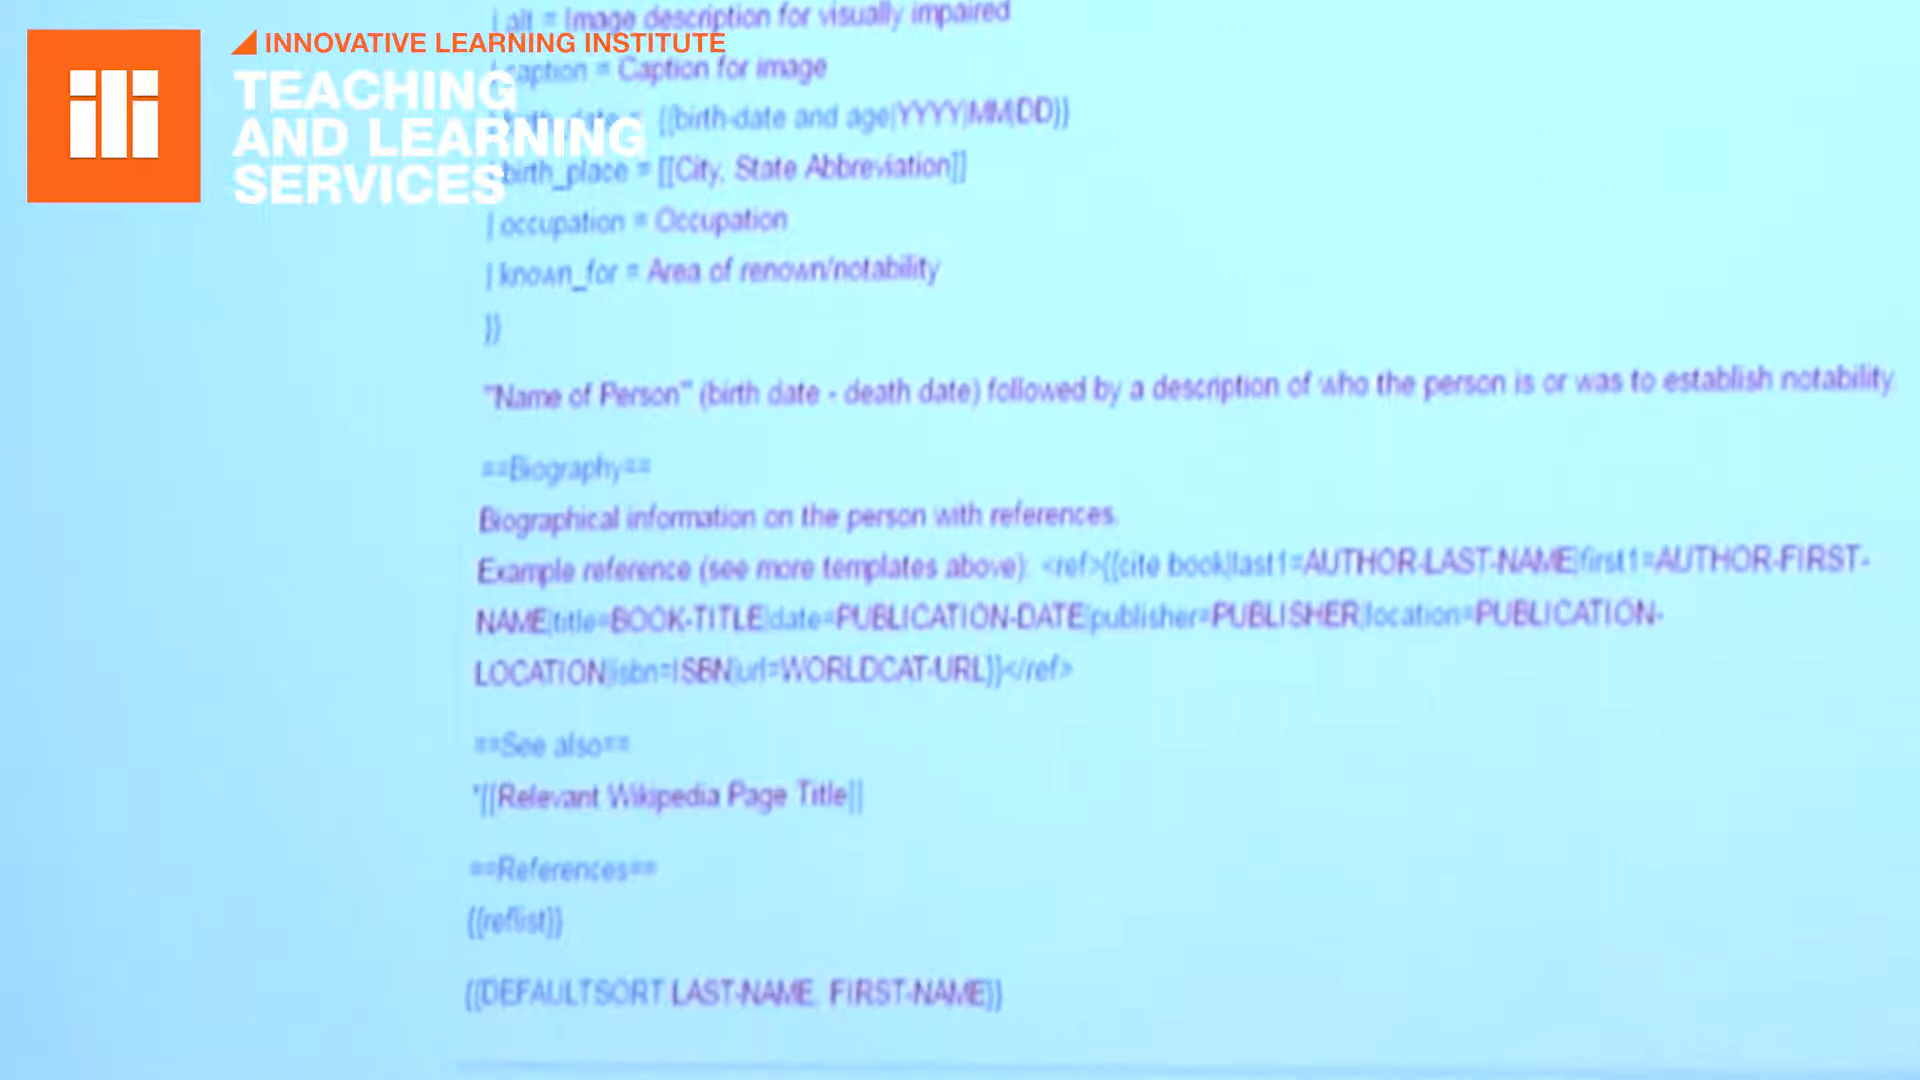 INNOVATIVE LEARNING INSTITUTE
TEACHING
AND LEARNING
SERVICES
| alt = Image description for visually impaired
| caption = Caption for image
| birth_date = {{birth-date and age|YYYY|MM|DD}}
| birth_place = [[City, State Abbreviation]]
| occupation = Occupation
| known_for = Area of renown/notability
}}
"Name of Person" (birth date - death date) followed by a description of who the person is or was to establish notability
==Biography==
Biographical information on the person with references.
Example reference (see more templates above): <ref>{{cite book|last1=AUTHOR-LAST-NAME|first1=AUTHOR-FIRST-
NAME|title=BOOK-TITLE|date=PUBLICATION-DATE|publisher=PUBLISHER|location=PUBLICATION-
LOCATION|isbn=ISBN|url=WORLDCAT-URL}}</ref>
==See also==
*[[Relevant Wikipedia Page Title]]
==References==
{{reflist}}
{{DEFAULTSORT LAST-NAME, FIRST-NAME}}